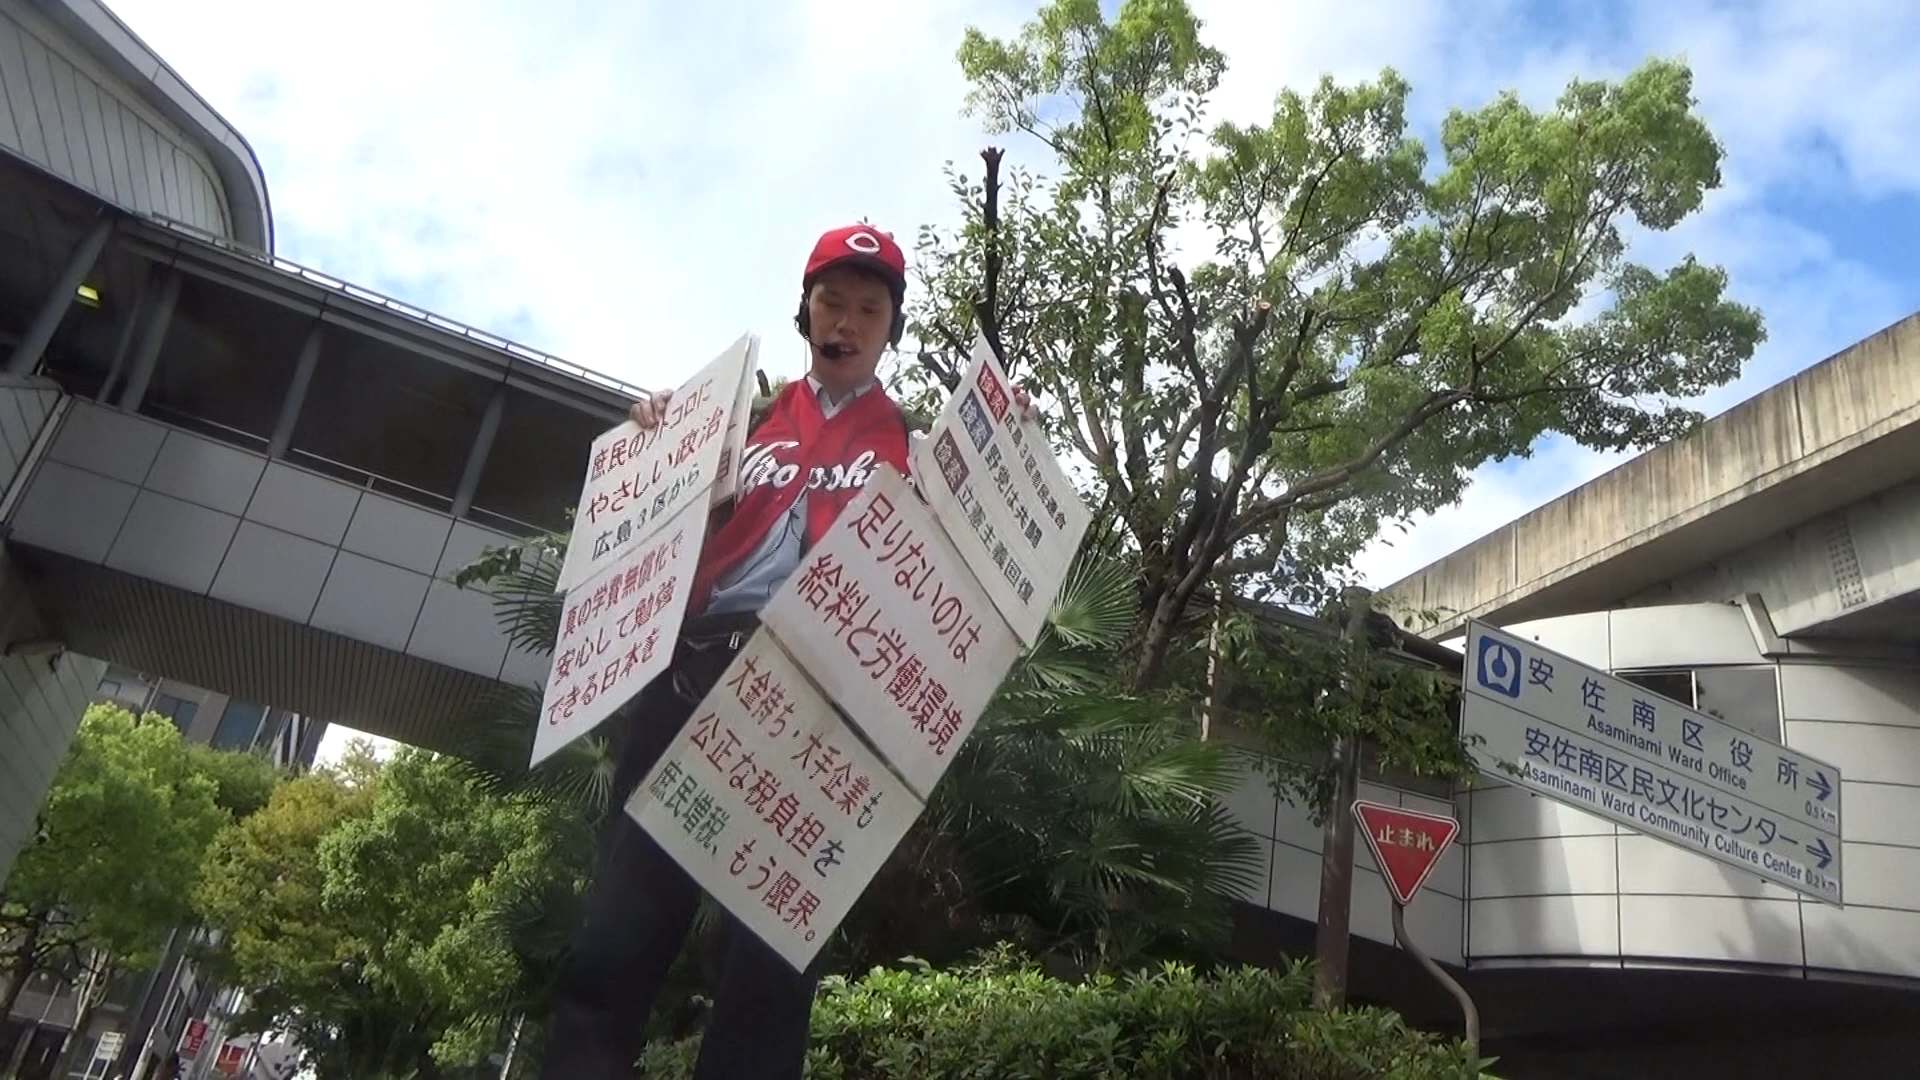 C
庶民のフトコロに
やさしい政治
広島3区から
真の学費無償化で
安心して勉強
できる日本を
検索 広島3区市民連合
検索 野党は共闘
検索 立憲主義回復
足りないのは
給料と労働環境
大金持ち・大手企業も
公正な税負担を
庶民増税、もう限界。
安佐南区役所
Asaminami Ward Office
0.5km
安佐南区民文化センター
Asaminami Ward Community Culture Center 0.2km
止まれ